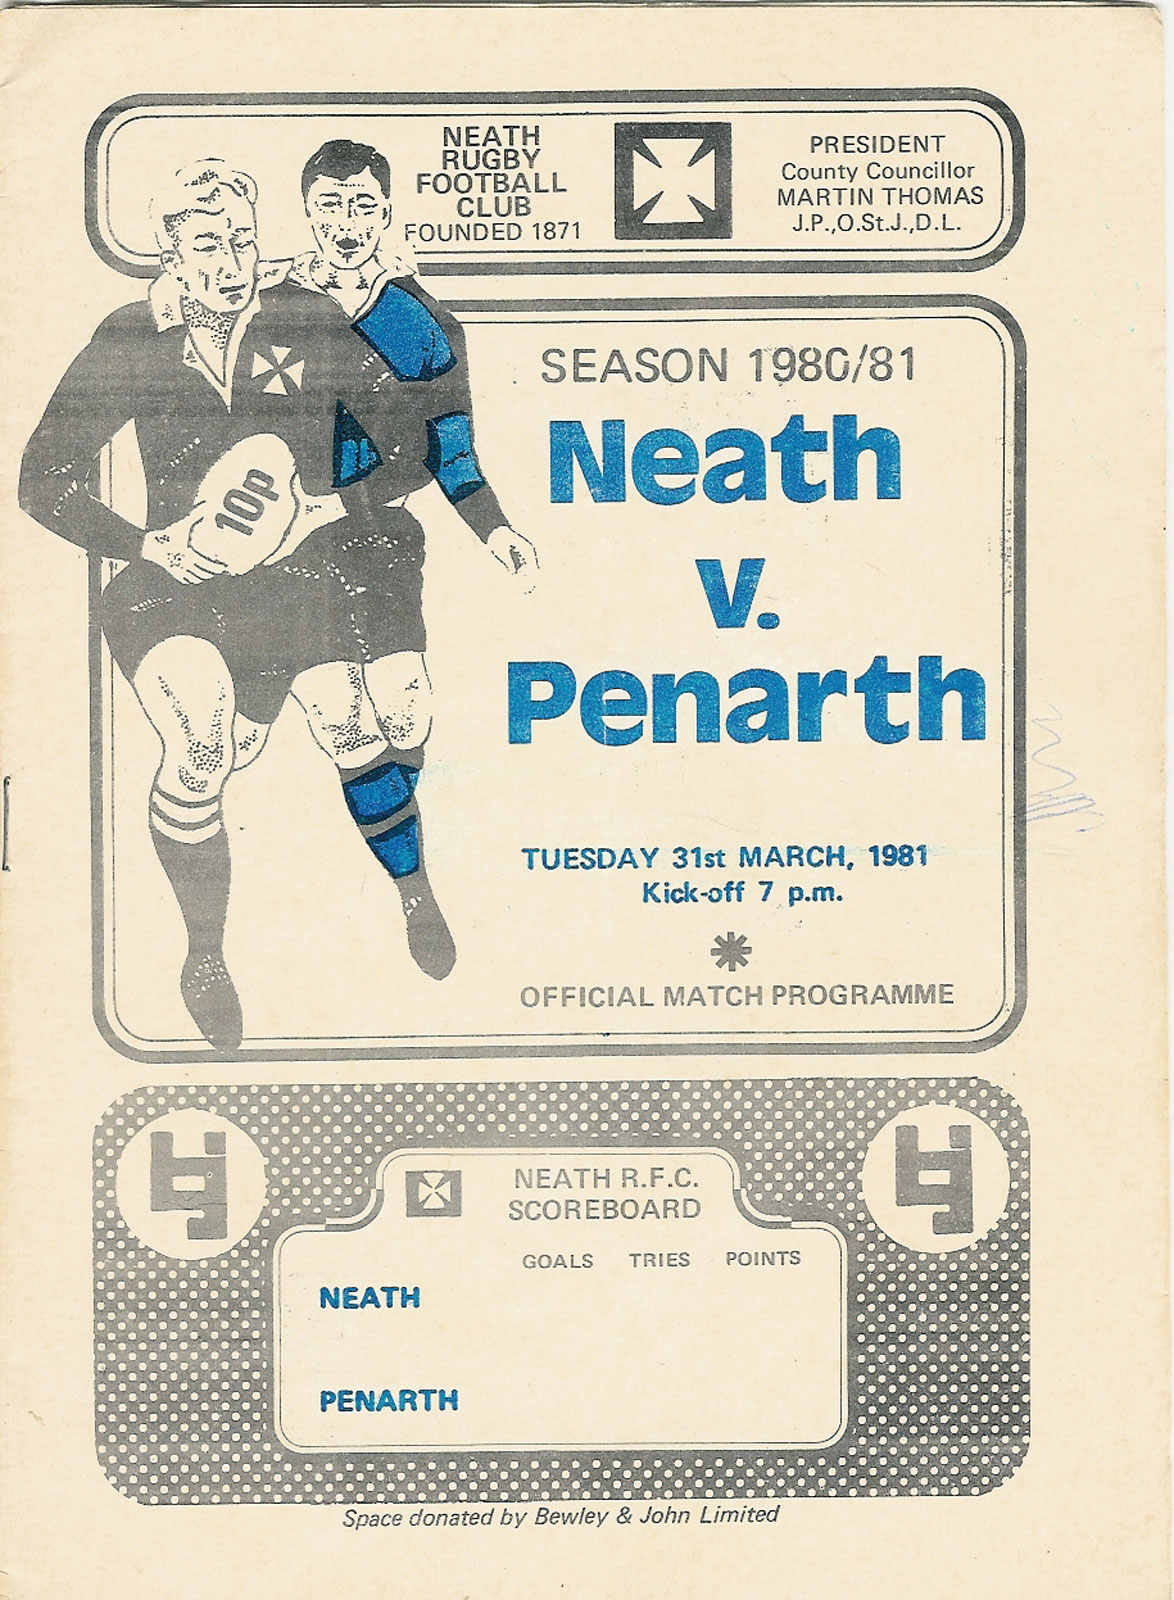 NEATH
RUGBY
FOOTBALL
CLUB
FOUNDED 1871
PRESIDENT
County Councillor
MARTIN THOMAS
J.P.,O.St.J.,D.L.
SEASON 1980/81
Neath
v.
Penarth
10p
TUESDAY 31st MARCH, 1981
Kick-off 7 p.m.
OFFICIAL MATCH PROGRAMME
NEATH R.F.C.
SCOREBOARD
GOALS TRIES POINTS
NEATH
PENARTH
Space donated by Bewley & John Limited